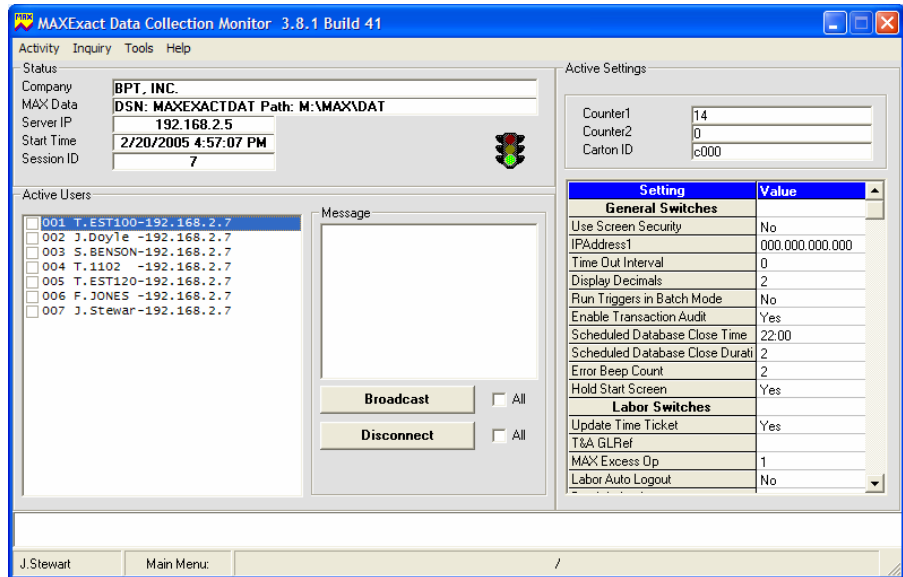 MAX MAXExact Data Collection Monitor 3.8.1 Build 41
Activity Inquiry Tools Help
Status
Company BPT, INC.
MAX Data DSN: MAXEXACTDAT Path: M:\MAX\DAT
Server IP 192.168.2.5
Start Time 2/20/2005 4:57:07 PM
Session ID 7
Active Users
001 T.EST100-192.168.2.7
002 J.Doyle -192.168.2.7
003 S.BENSON-192.168.2.7
004 T.1102 -192.168.2.7
005 T.EST120-192.168.2.7
006 F.JONES -192.168.2.7
007 J.Stewar-192.168.2.7
Message
Broadcast All
Disconnect All
Active Settings
Counter1 14
Counter2 0
Carton ID c000
Setting Value
General Switches
Use Screen Security No
IPAddress1 000.000.000.000
Time Out Interval 0
Display Decimals 2
Run Triggers in Batch Mode No
Enable Transaction Audit Yes
Scheduled Database Close Time 22:00
Scheduled Database Close Durati 2
Error Beep Count 2
Hold Start Screen Yes
Labor Switches
Update Time Ticket Yes
T&A GLRef
MAX Excess Op 1
Labor Auto Logout No
J.Stewart Main Menu: /